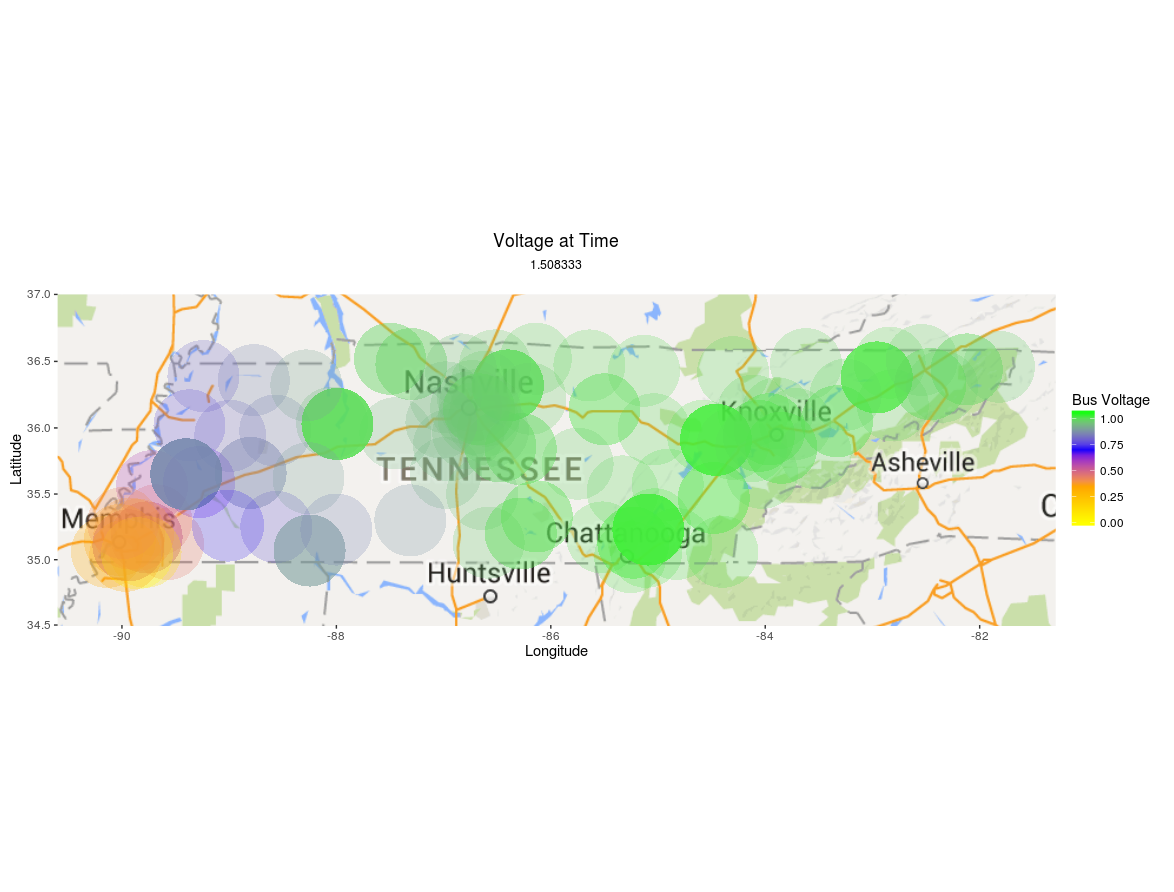 Voltage at Time
1.508333
37.0
36.5
36.0
35.5
35.0
34.5
Latitude
Nashville
Knoxville
TENNESSEE
Asheville
Memphis
Chattanooga
C
Huntsville
-90
-88
-86
-84
-82
Longitude
Bus Voltage
1.00
0.75
0.50
0.25
0.00